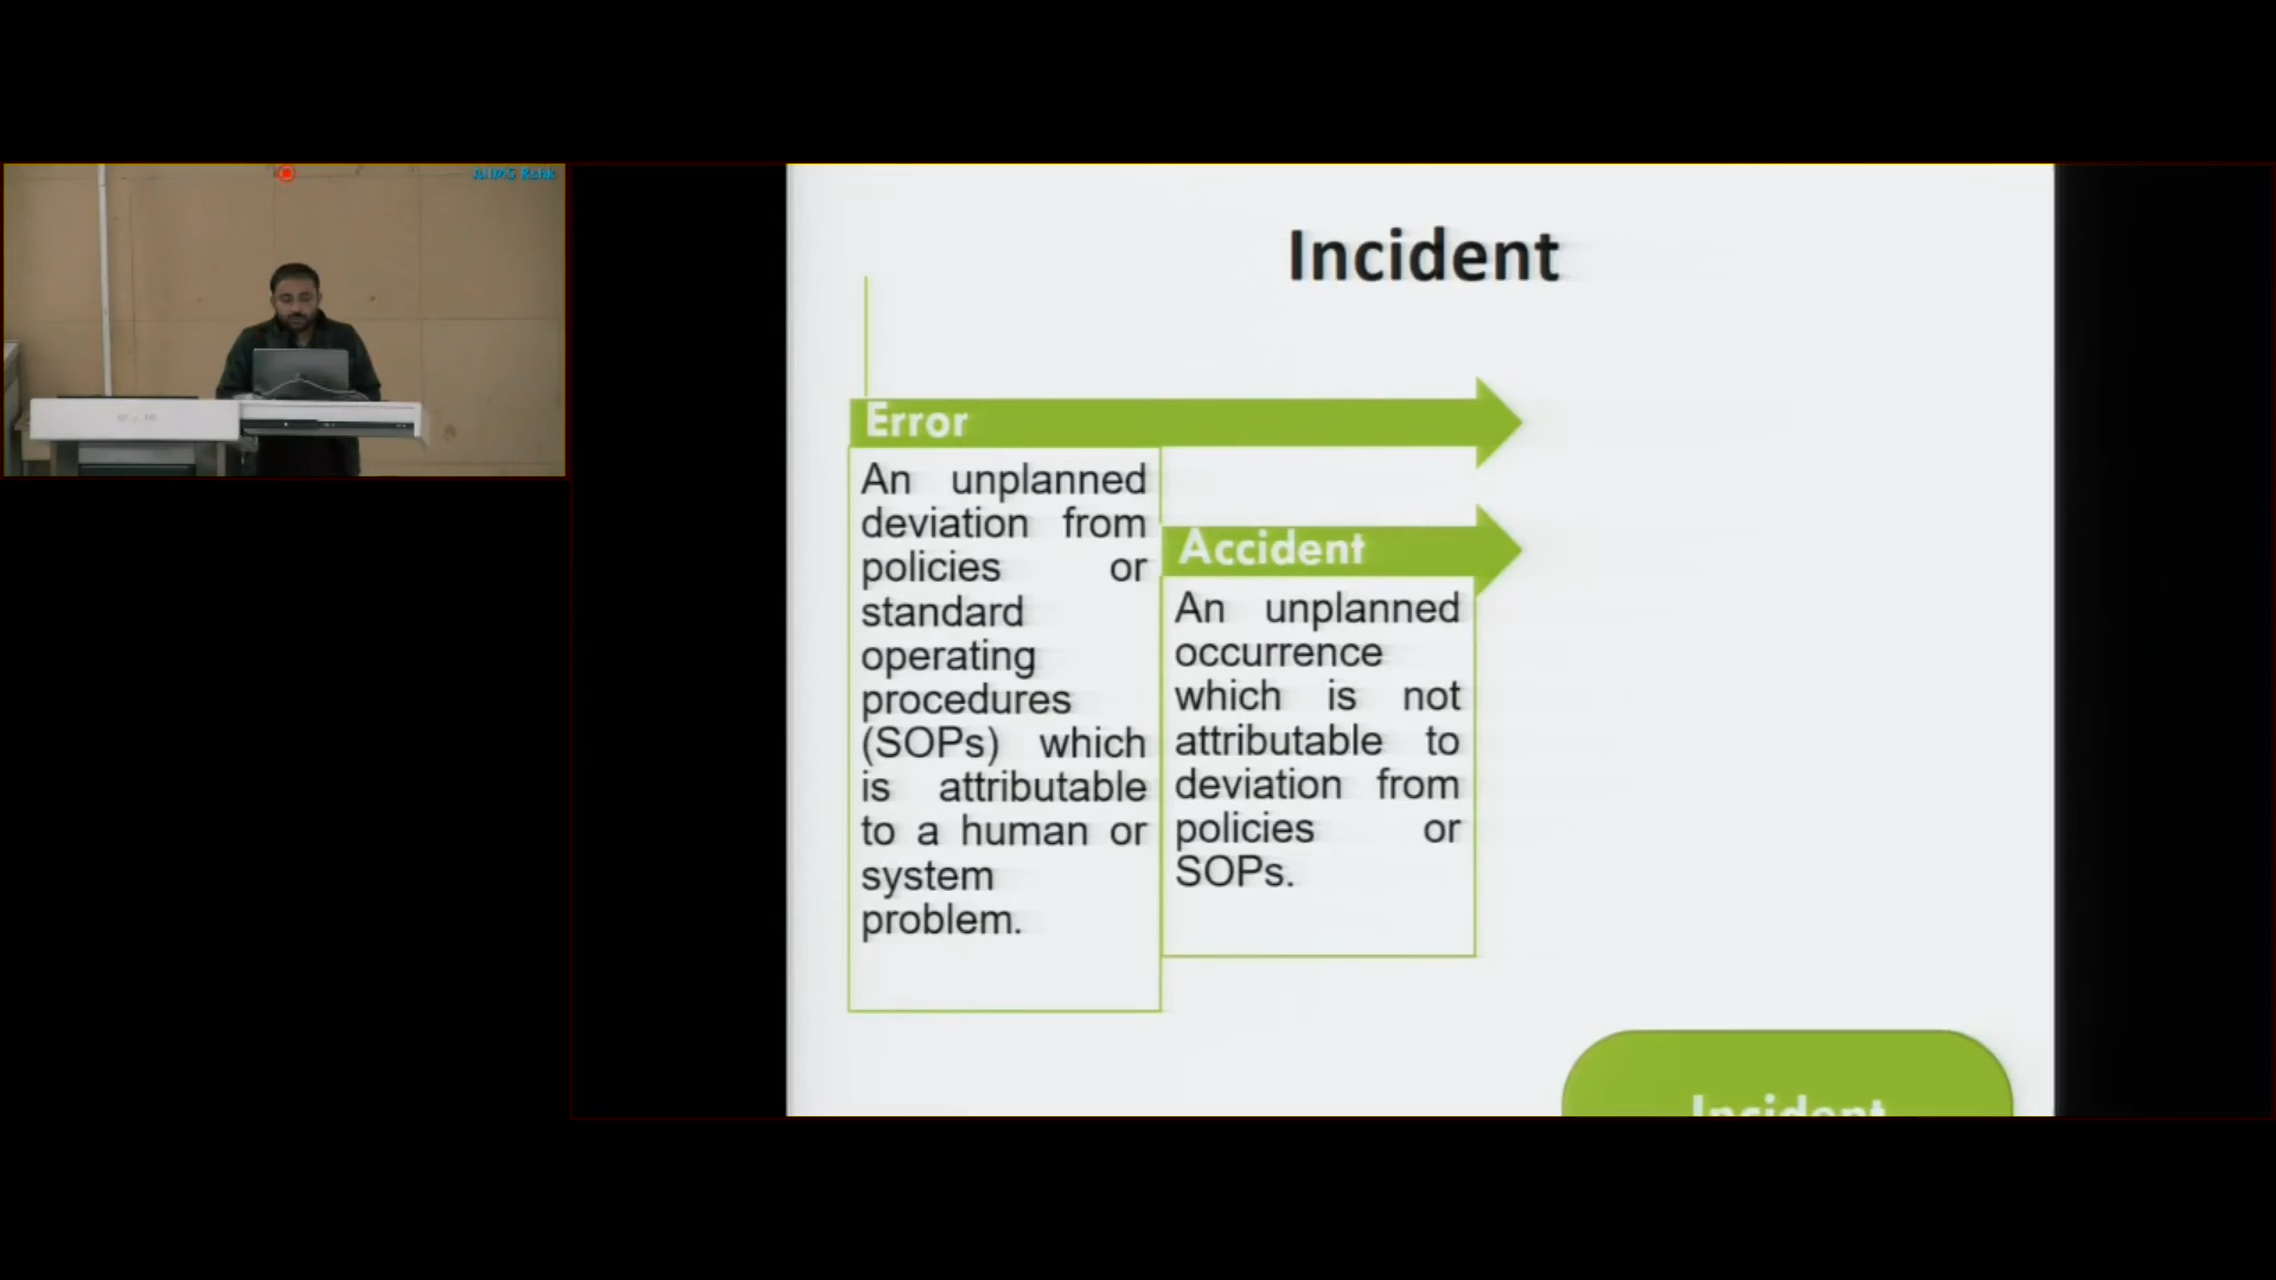 Incident
Error
An unplanned
deviation from
policies or
standard
operating
procedures
(SOPs) which
is attributable
to a human or
system
problem.
Accident
An unplanned
occurrence
which is not
attributable to
deviation from
policies or
SOPs.
Incident